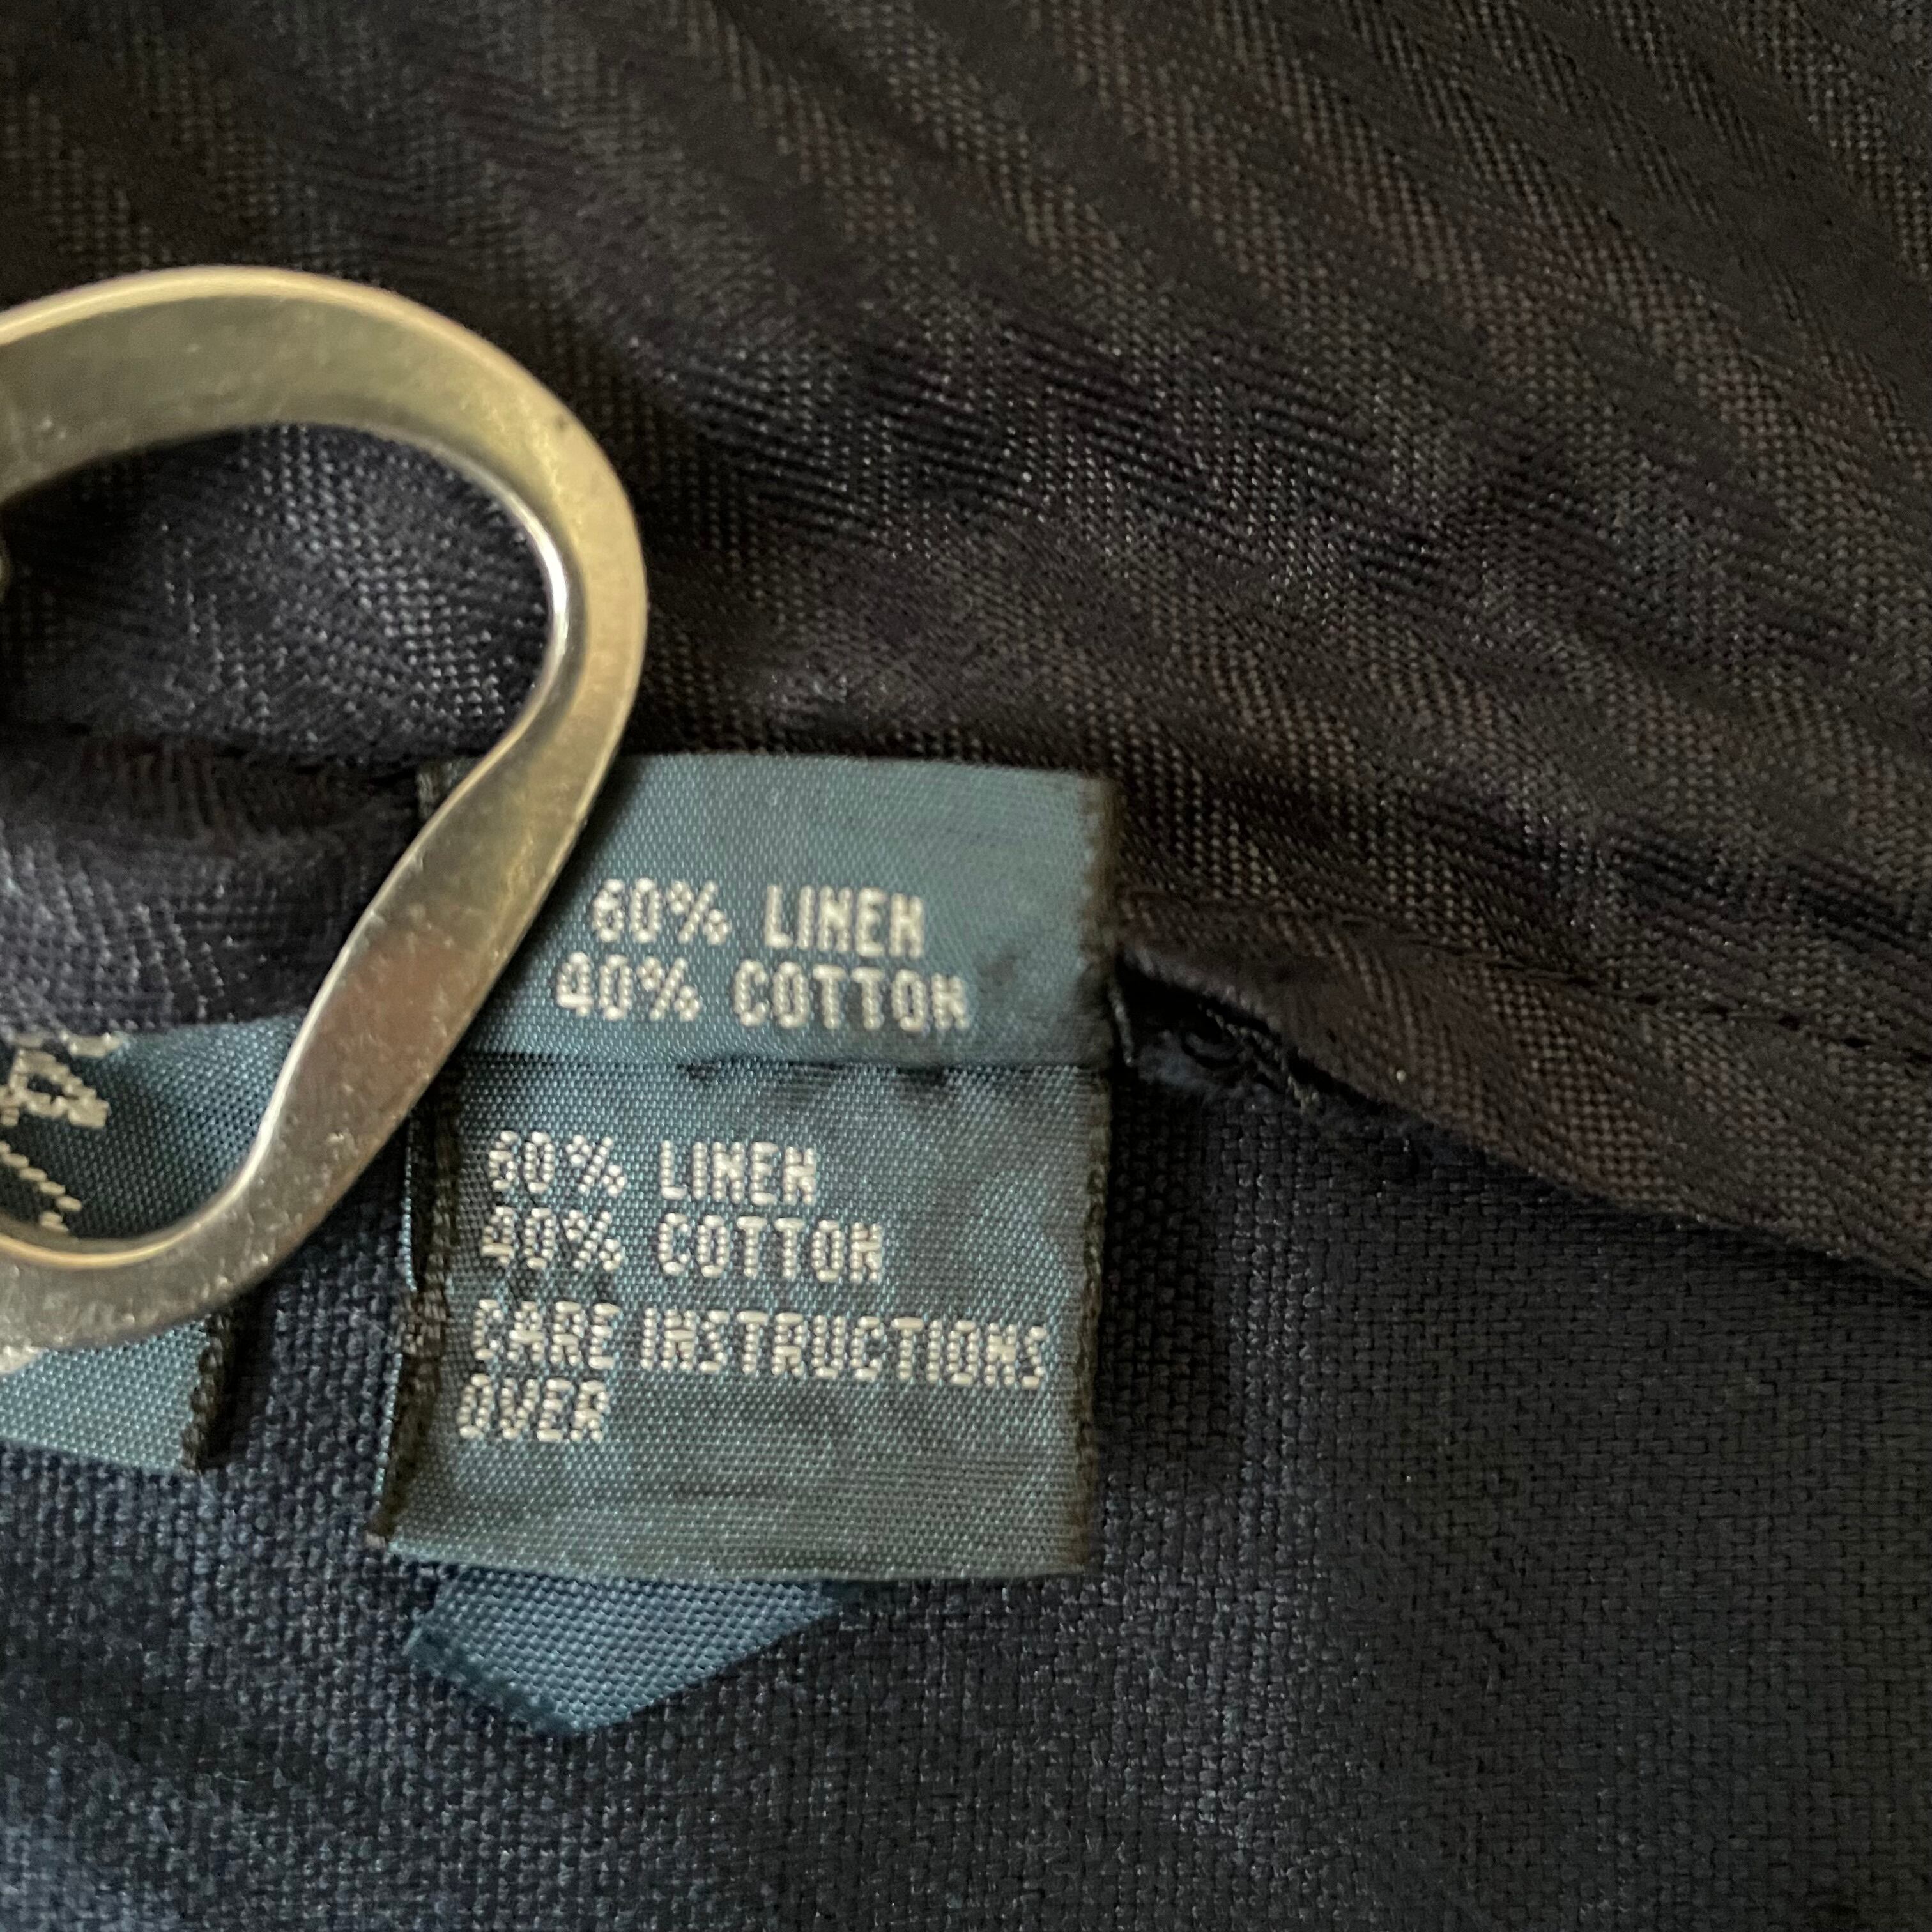 60% LINEN
40% COTTON
60% LINEN
40% COTTON
CARE INSTRUCTIONS
OVER